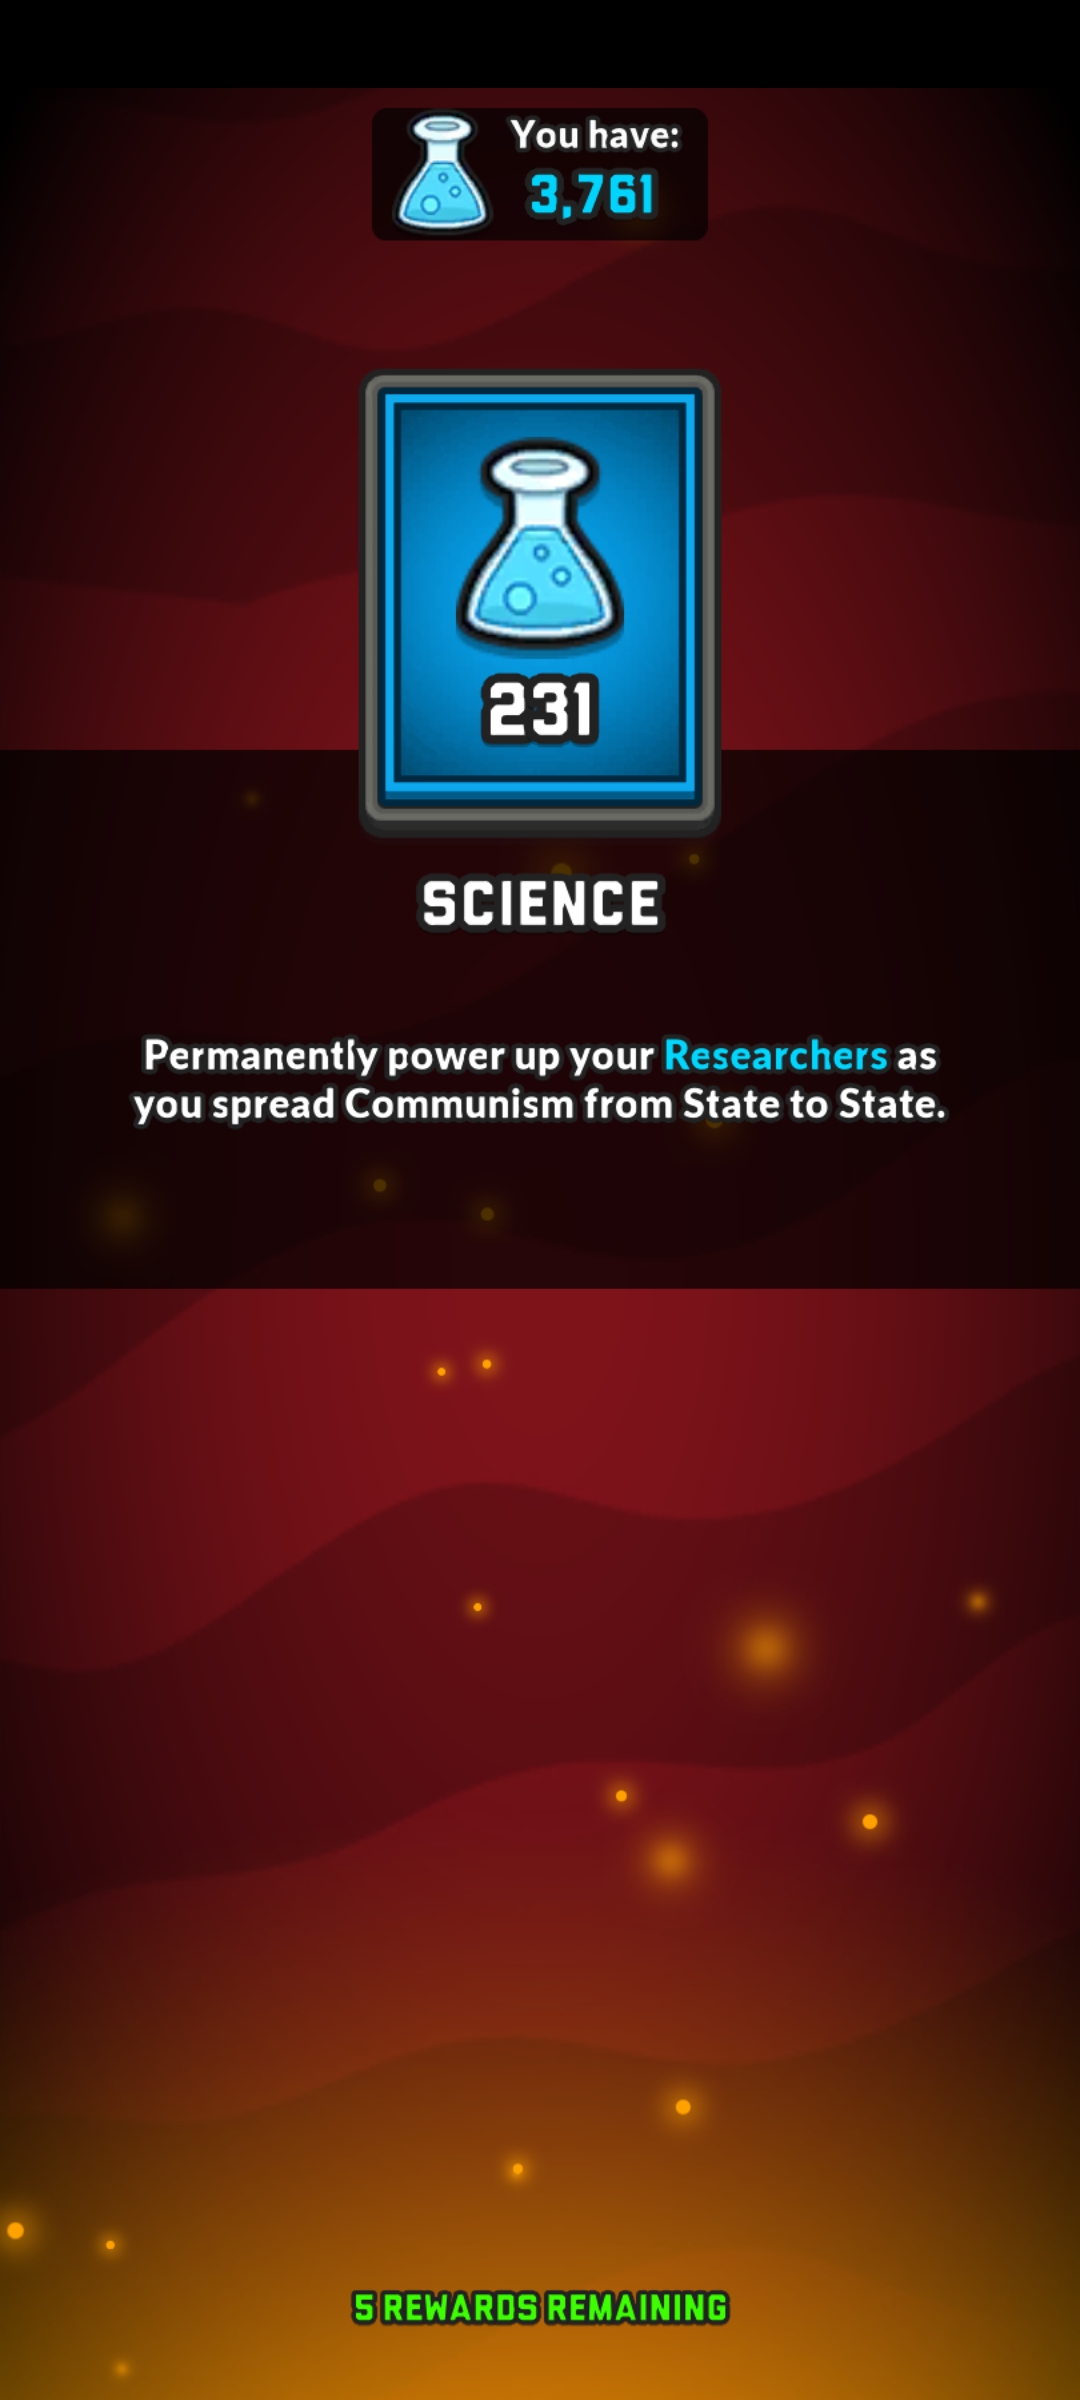 You have:
3,761
231
SCIENCE
Permanently power up your Researchers as
you spread Communism from State to State.
5 REWARDS REMAINING